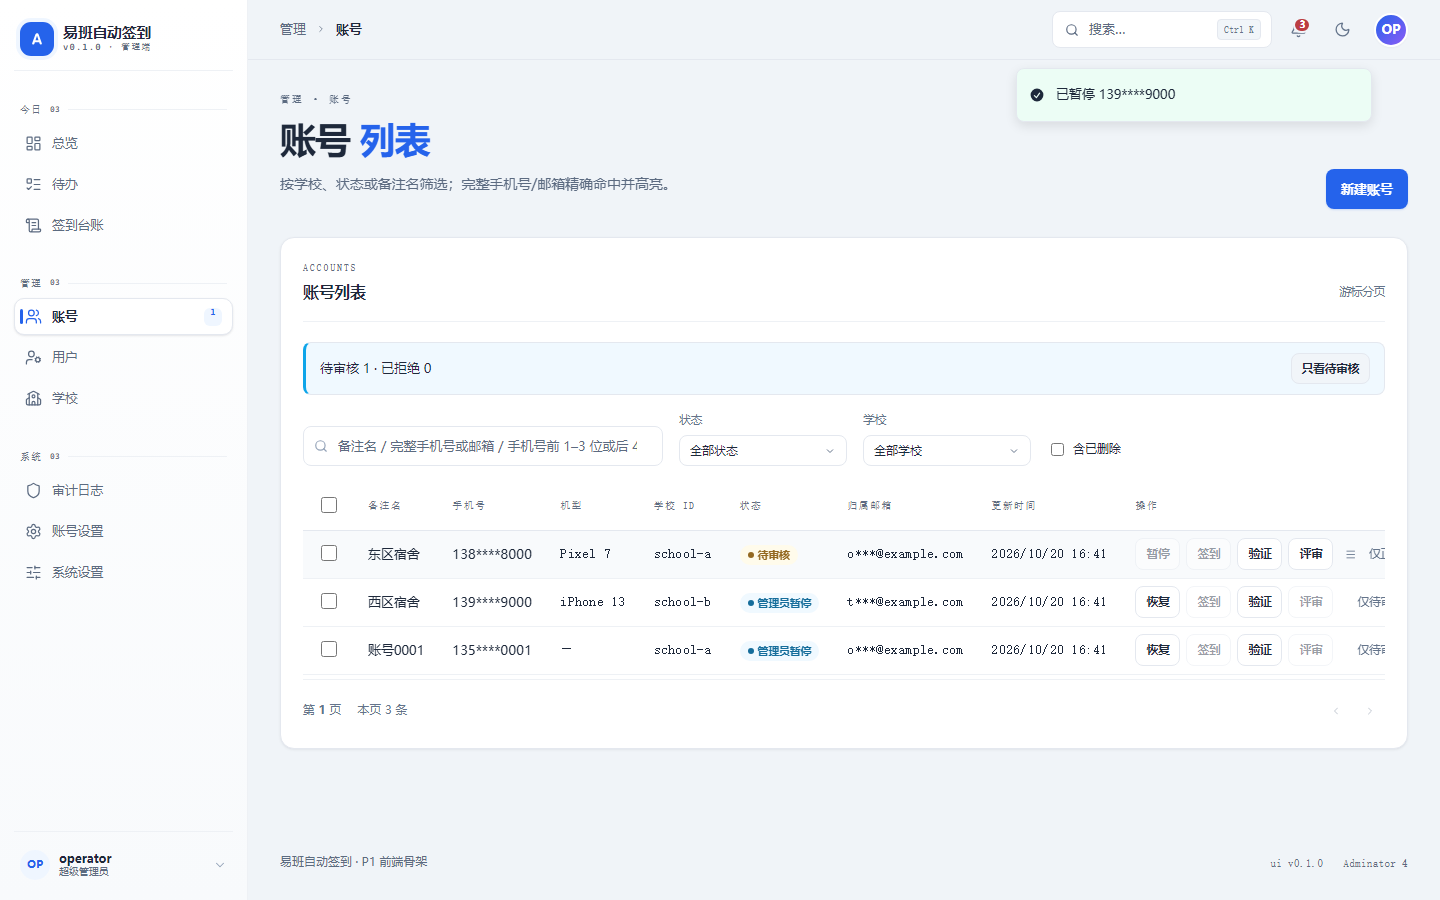 A
易班自动签到
v0.1.0 · 管理端
今日 03
总览
待办
签到台账
管理 03
账号 1
用户
学校
系统 03
审计日志
账号设置
系统设置
OP
operator
超级管理员
管理 › 账号
搜索... Ctrl K
3
OP
已暂停 139****9000
管理 · 账号
账号 列表
按学校、状态或备注名筛选；完整手机号/邮箱精确命中并高亮。
新建账号
ACCOUNTS
账号列表
游标分页
待审核 1 · 已拒绝 0
只看待审核
备注名 / 完整手机号或邮箱 / 手机号前 1–3 位或后 4
状态
全部状态
学校
全部学校
含已删除
备注名 手机号 机型 学校 ID 状态 归属邮箱 更新时间 操作
东区宿舍 138****8000 Pixel 7 school-a 待审核 o***@example.com 2026/10/20 16:41 暂停 签到 验证 评审 仅
西区宿舍 139****9000 iPhone 13 school-b 管理员暂停 t***@example.com 2026/10/20 16:41 恢复 签到 验证 评审 仅待
账号0001 135****0001 — school-a 管理员暂停 o***@example.com 2026/10/20 16:41 恢复 签到 验证 评审 仅待
第 1 页 本页 3 条
易班自动签到 · P1 前端骨架
ui v0.1.0 Adminator 4